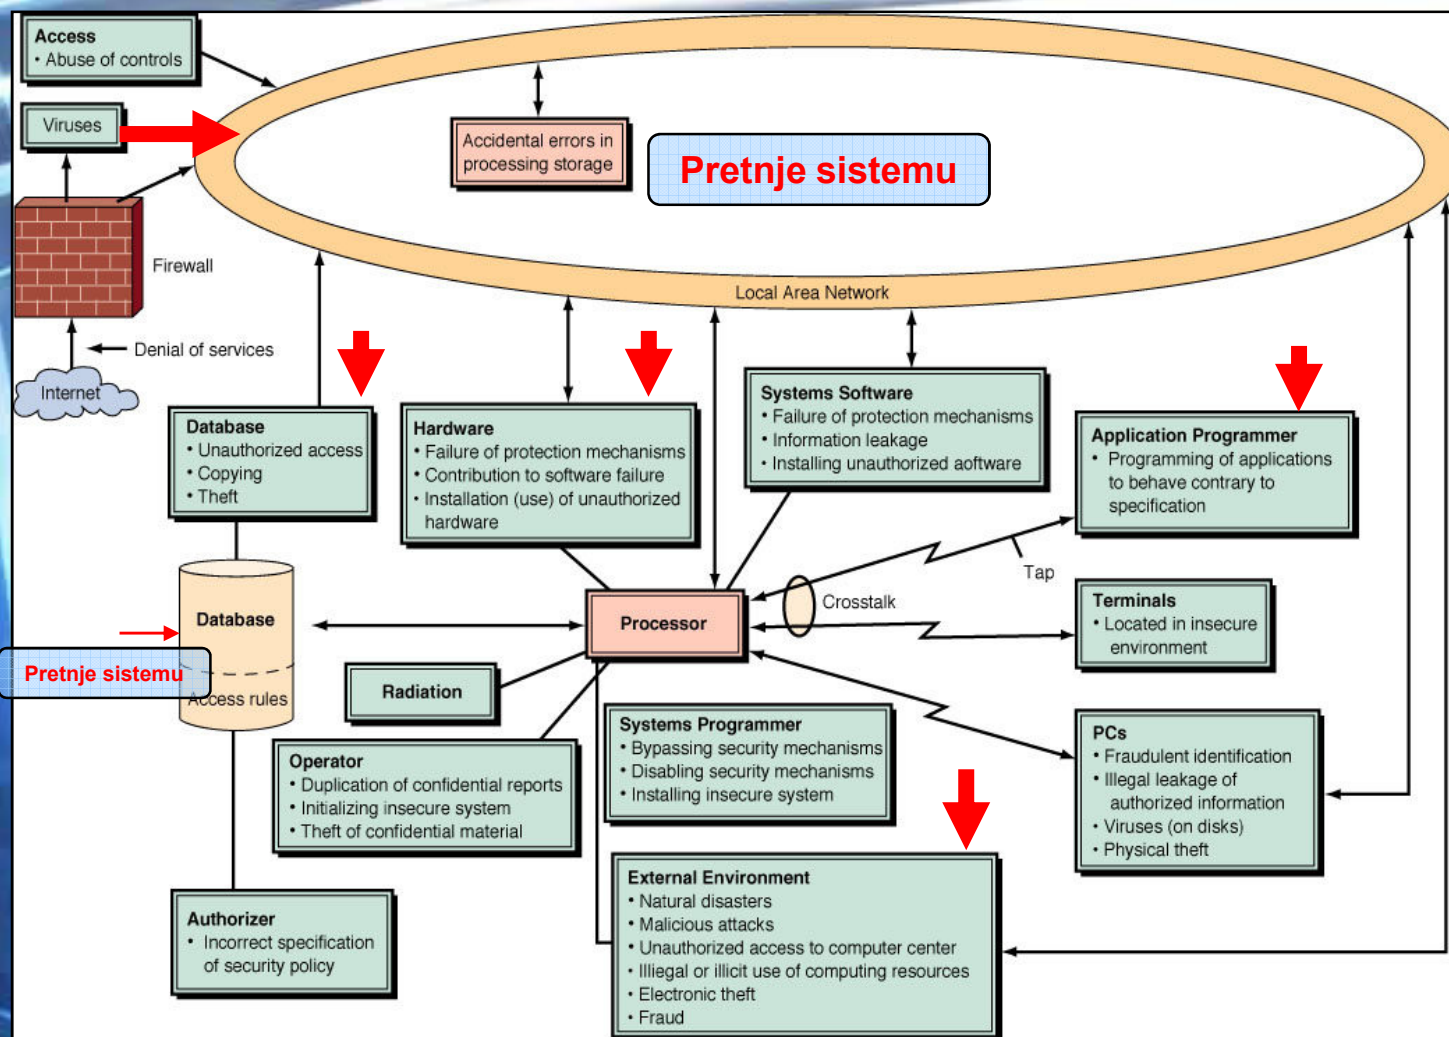 Access
• Abuse of controls
Viruses
Accidental errors in
processing storage
Pretnje sistemu
Firewall
Local Area Network
Denial of services
Internet
Database
• Unauthorized access
• Copying
• Theft
Hardware
• Failure of protection mechanisms
• Contribution to software failure
• Installation (use) of unauthorized
hardware
Systems Software
• Failure of protection mechanisms
• Information leakage
• Installing unauthorized aoftware
Application Programmer
• Programming of applications
to behave contrary to
specification
Tap
Crosstalk
Database
Processor
Terminals
• Located in insecure
environment
Pretnje sistemu
Access rules
Radiation
Operator
• Duplication of confidential reports
• Initializing insecure system
• Theft of confidential material
Systems Programmer
• Bypassing security mechanisms
• Disabling security mechanisms
• Installing insecure system
PCs
• Fraudulent identification
• Illegal leakage of
authorized information
• Viruses (on disks)
• Physical theft
Authorizer
• Incorrect specification
of security policy
External Environment
• Natural disasters
• Malicious attacks
• Unauthorized access to computer center
• Illiegal or illicit use of computing resources
• Electronic theft
• Fraud